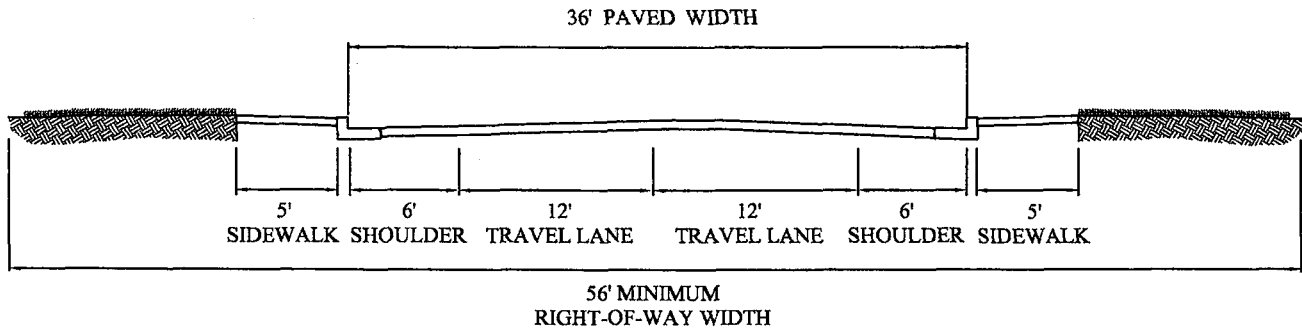 36' PAVED WIDTH
5' 6' 12' 12' 6' 5'
SIDEWALK SHOULDER TRAVEL LANE TRAVEL LANE SHOULDER SIDEWALK
56' MINIMUM
RIGHT-OF-WAY WIDTH